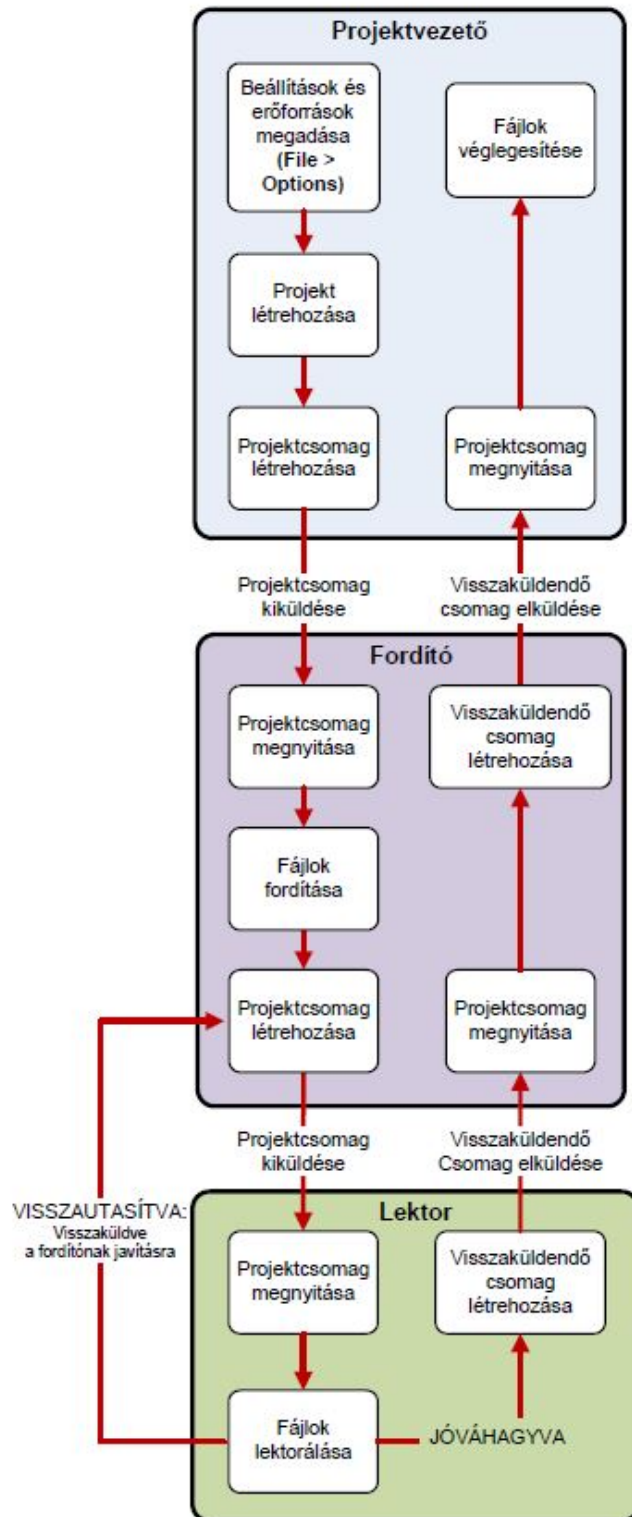 Projektvezető
Beállítások és
erőforrások
megadása
(File >
Options)
Fájlok
véglegesítése
Projekt
létrehozása
Projektcsomag
létrehozása
Projektcsomag
megnyitása
Projektcsomag
kiküldése
Visszaküldendő
csomag elküldése
Fordító
Projektcsomag
megnyitása
Visszaküldendő
csomag
létrehozása
Fájlok
fordítása
Projektcsomag
létrehozása
Projektcsomag
megnyitása
Projektcsomag
kiküldése
Visszaküldendő
Csomag elküldése
VISSZAUTASÍTVA:
Visszaküldve
a fordítónak javításra
Lektor
Projektcsomag
megnyitása
Visszaküldendő
csomag
létrehozása
Fájlok
lektorálása
JÓVÁHAGYVA